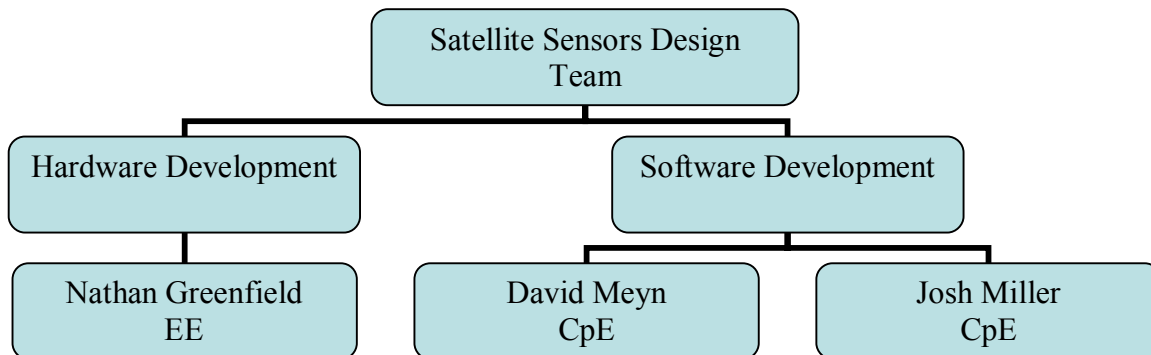 Satellite Sensors Design
Team
Hardware Development
Software Development
Nathan Greenfield
EE
David Meyn
CpE
Josh Miller
CpE